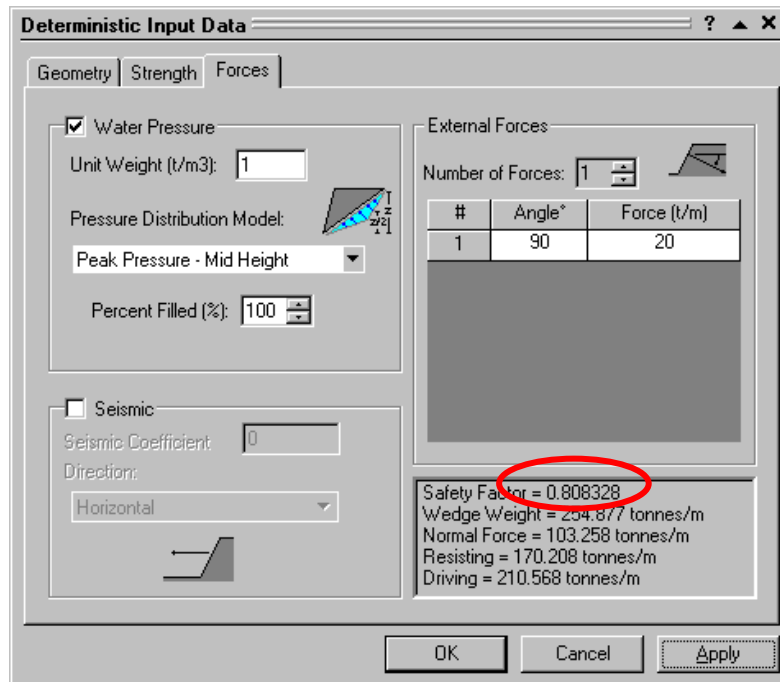 Deterministic Input Data ?
Geometry Strength Forces
Water Pressure
Unit Weight (t/m3): 1
Pressure Distribution Model:
z
z/2
Peak Pressure - Mid Height
Percent Filled (%): 100
Seismic
Seismic Coefficient 0
Direction:
Horizontal
External Forces
Number of Forces: 1
# Angle° Force (t/m)
1 90 20
Safety Factor = 0.808328
Wedge Weight = 254.877 tonnes/m
Normal Force = 103.258 tonnes/m
Resisting = 170.208 tonnes/m
Driving = 210.568 tonnes/m
OK Cancel Apply